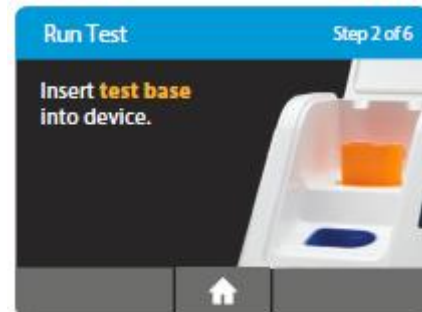 Run Test
Step 2 of 6
Insert test base
into device.